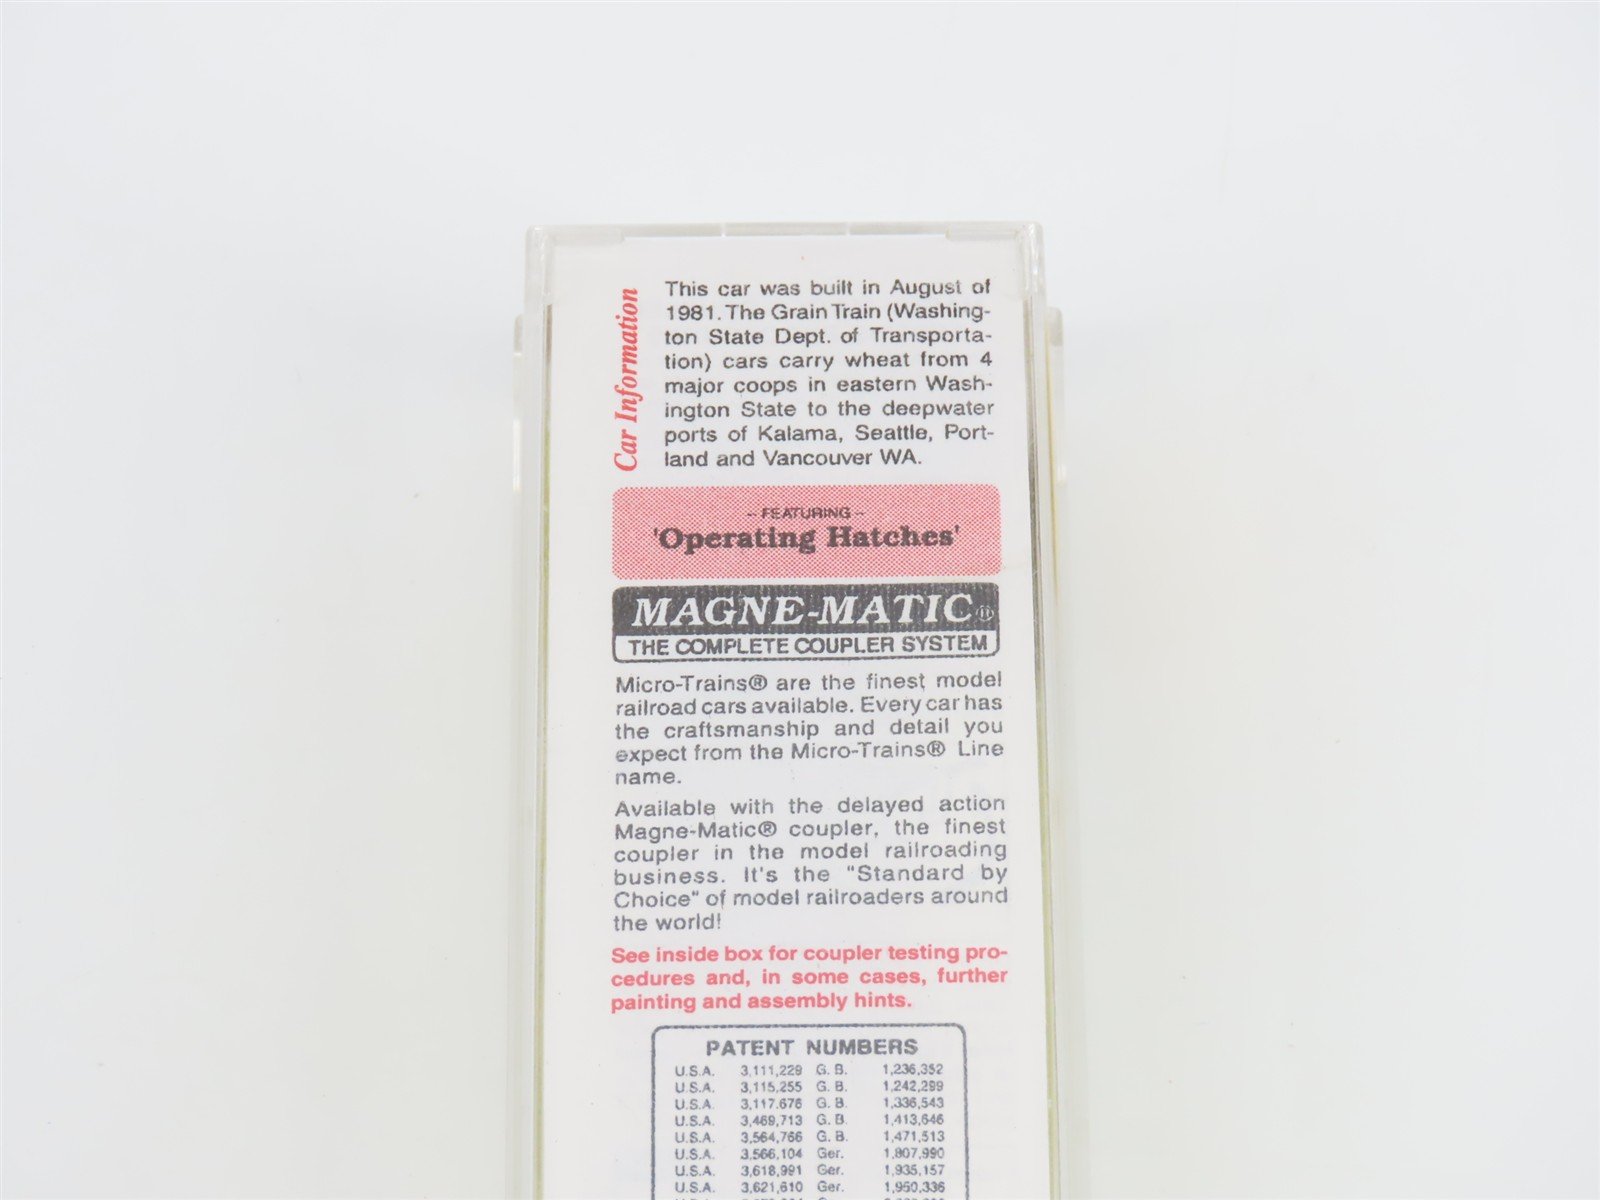 Car Information
This car was built in August of
1981. The Grain Train (Washing-
ton State Dept. of Transporta-
tion) cars carry wheat from 4
major coops in eastern Wash-
ington State to the deepwater
ports of Kalama, Seattle, Port-
land and Vancouver WA.
-- FEATURING --
'Operating Hatches'
MAGNE-MATIC®
THE COMPLETE COUPLER SYSTEM
Micro-Trains® are the finest model
railroad cars available. Every car has
the craftsmanship and detail you
expect from the Micro-Trains® Line
name.
Available with the delayed action
Magne-Matic® coupler, the finest
coupler in the model railroading
business. It's the "Standard by
Choice" of model railroaders around
the world!
See inside box for coupler testing pro-
cedures and, in some cases, further
painting and assembly hints.
PATENT NUMBERS
U.S.A. 3,111,229 G. B. 1,236,352
U.S.A. 3,115,255 G. B. 1,242,299
U.S.A. 3,117,676 G. B. 1,336,543
U.S.A. 3,469,713 G. B. 1,413,646
U.S.A. 3,564,766 G. B. 1,471,513
U.S.A. 3,566,104 Ger. 1,807,990
U.S.A. 3,618,991 Ger. 1,935,157
U.S.A. 3,621,610 Ger. 1,950,336